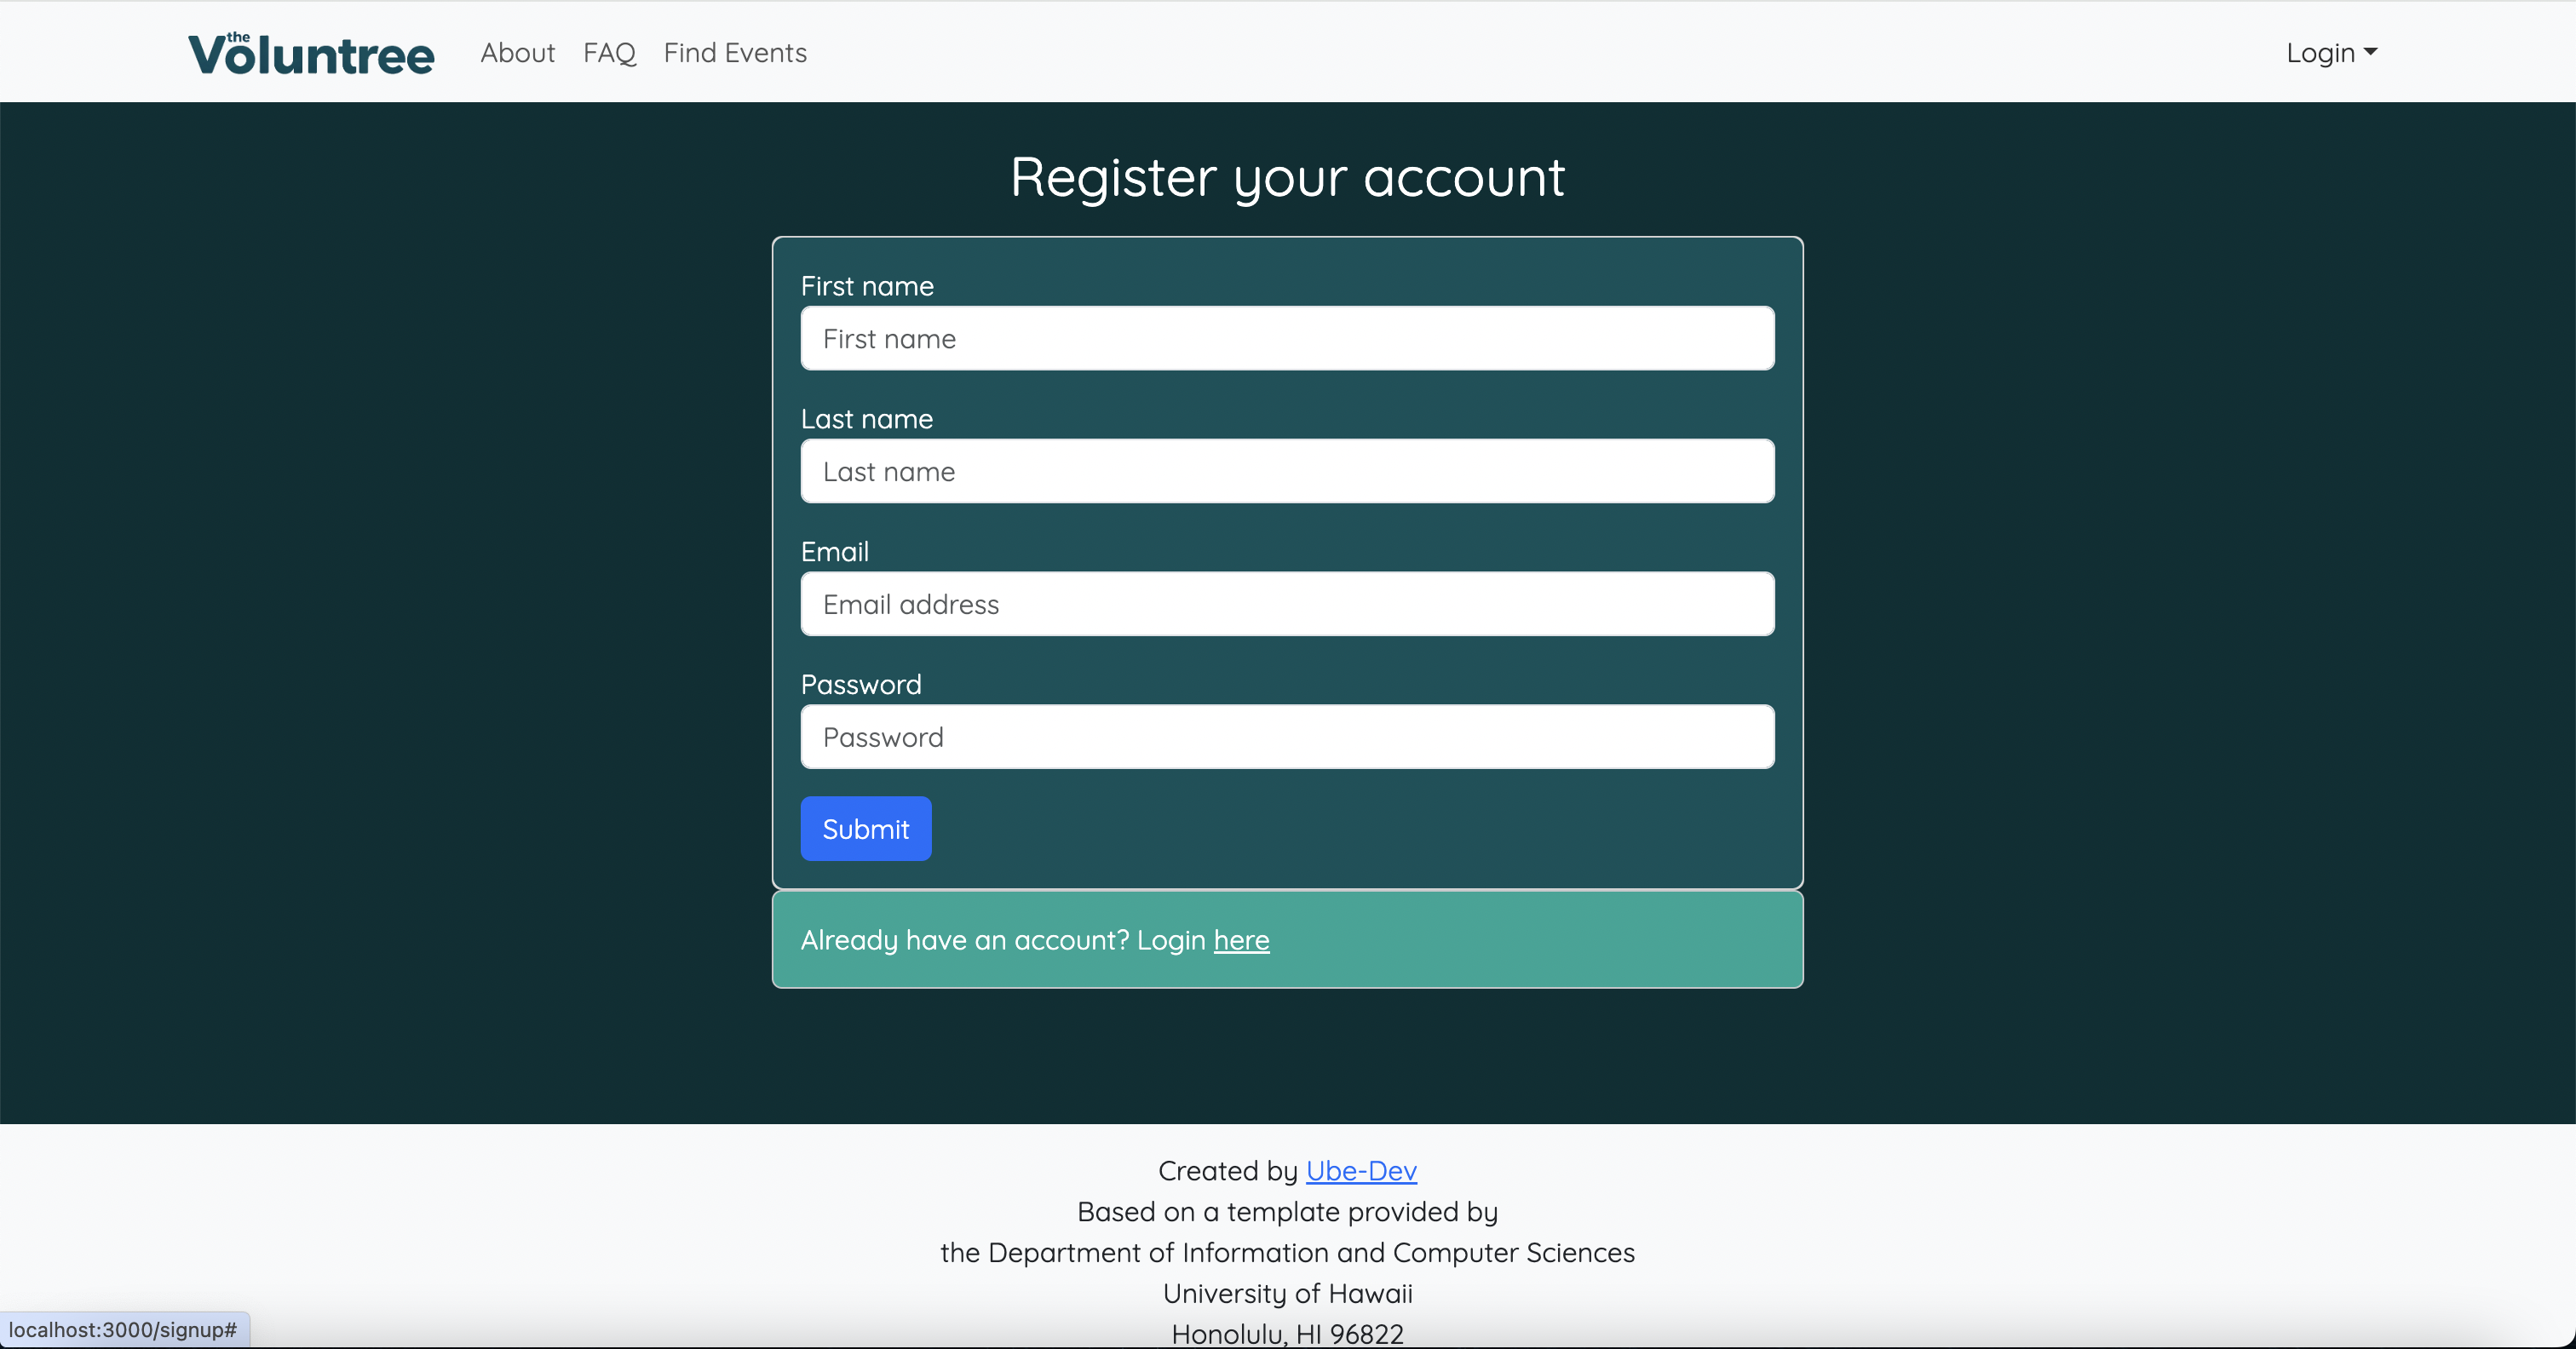 the
Voluntree
About FAQ Find Events Login
Register your account
First name
First name
Last name
Last name
Email
Email address
Password
Password
Submit
Already have an account? Login here
Created by Ube-Dev
Based on a template provided by
the Department of Information and Computer Sciences
University of Hawaii
Honolulu, HI 96822
localhost:3000/signup#